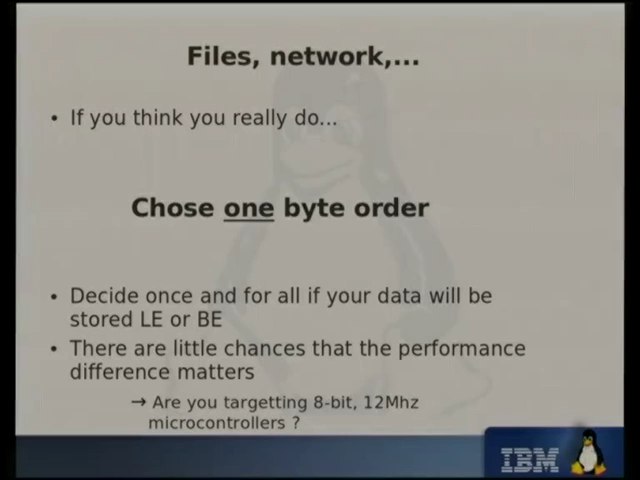 Files, network,...
• If you think you really do...
Chose one byte order
• Decide once and for all if your data will be
stored LE or BE
• There are little chances that the performance
difference matters
→ Are you targetting 8-bit, 12Mhz
microcontrollers ?
IBM